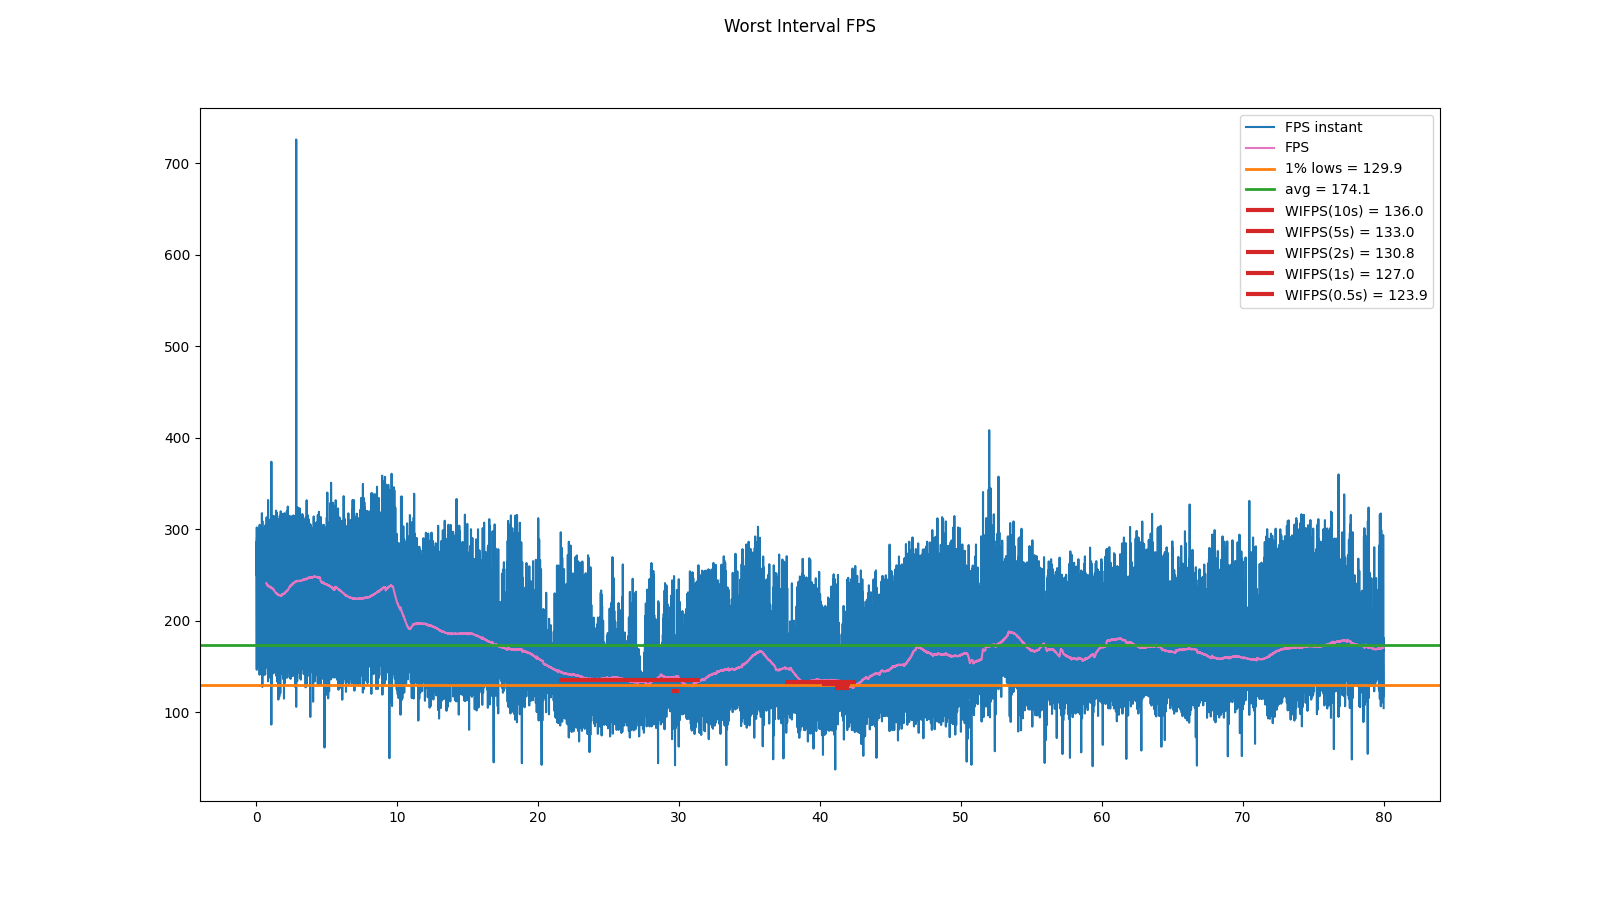 Worst Interval FPS
FPS instant
FPS
1% lows = 129.9
avg = 174.1
WIFPS(10s) = 136.0
WIFPS(5s) = 133.0
WIFPS(2s) = 130.8
WIFPS(1s) = 127.0
WIFPS(0.5s) = 123.9
700
600
500
400
300
200
100
0 10 20 30 40 50 60 70 80